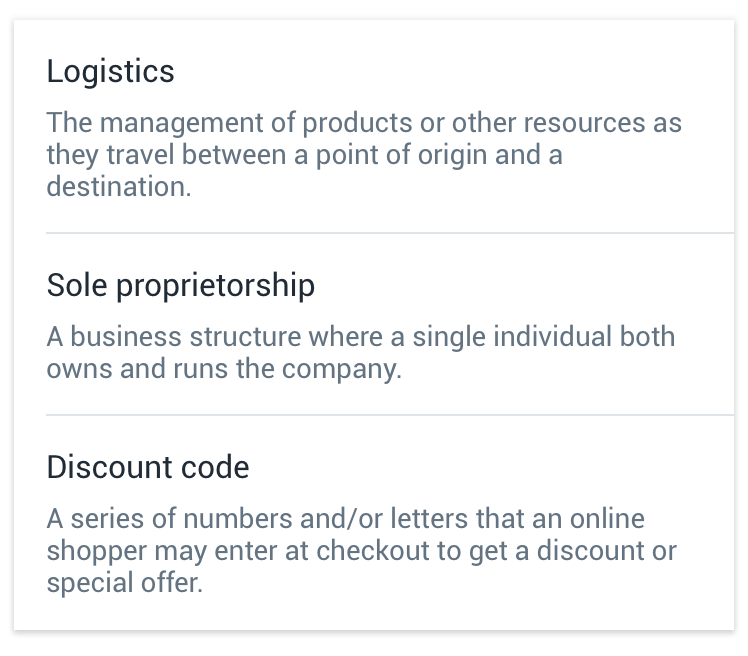 Logistics
The management of products or other resources as
they travel between a point of origin and a
destination.
Sole proprietorship
A business structure where a single individual both
owns and runs the company.
Discount code
A series of numbers and/or letters that an online
shopper may enter at checkout to get a discount or
special offer.